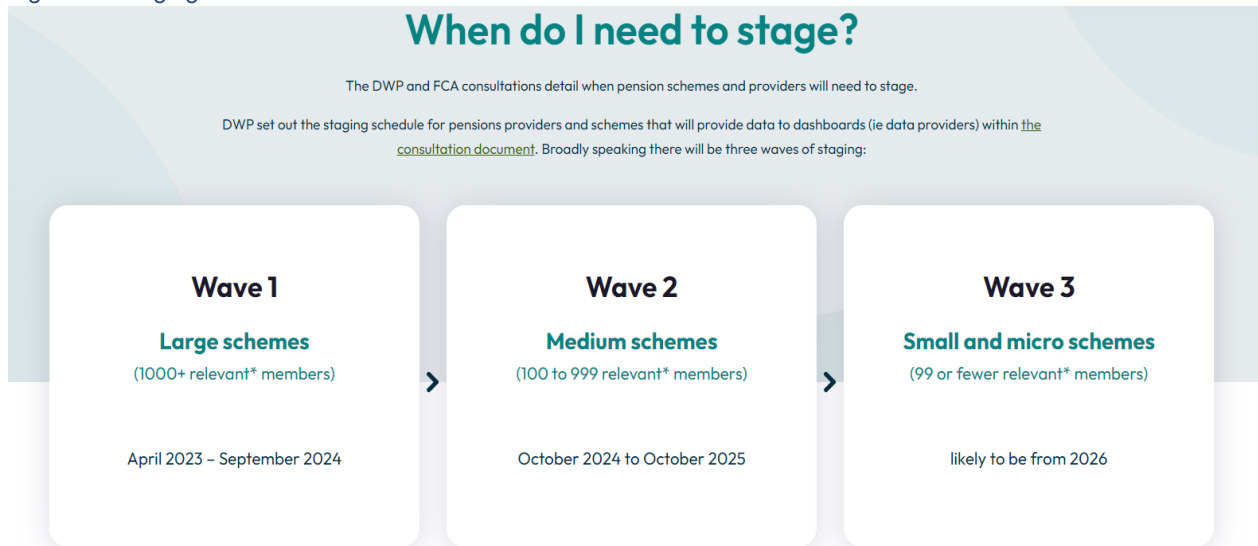 When do I need to stage?
The DWP and FCA consultations detail when pension schemes and providers will need to stage.
DWP set out the staging schedule for pensions providers and schemes that will provide data to dashboards (ie data providers) within the
consultation document. Broadly speaking there will be three waves of staging:
Wave 1
Large schemes
(1000+ relevant* members)
April 2023 – September 2024
Wave 2
Medium schemes
(100 to 999 relevant* members)
October 2024 to October 2025
Wave 3
Small and micro schemes
(99 or fewer relevant* members)
likely to be from 2026